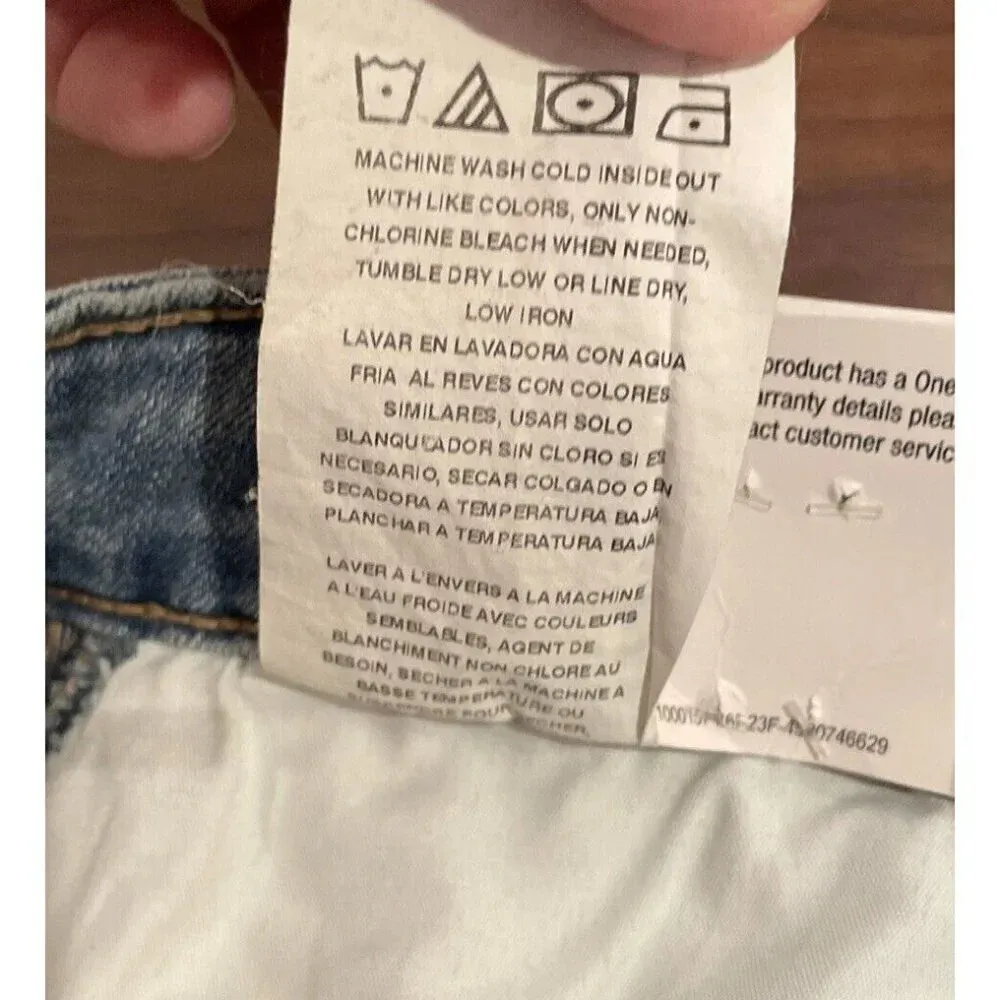 MACHINE WASH COLD INSIDE OUT
WITH LIKE COLORS, ONLY NON-
CHLORINE BLEACH WHEN NEEDED,
TUMBLE DRY LOW OR LINE DRY,
LOW IRON
LAVAR EN LAVADORA CON AGUA
FRIA AL REVES CON COLORES
SIMILARES, USAR SOLO
BLANQUEADOR SIN CLORO SI ES
NECESARIO, SECAR COLGADO O EN
SECADORA A TEMPERATURA BAJA
PLANCHAR A TEMPERATURA BAJA
LAVER A L'ENVERS A LA MACHINE
A L'EAU FROIDE AVEC COULEURS
SEMBLABLES, AGENT DE
BLANCHIMENT NON CHLORE AU
BESOIN, SECHER A LA MACHINE A
BASSE TEMPERATURE OU
POUR SECHER,
product has a One
rranty details plea
act customer servic